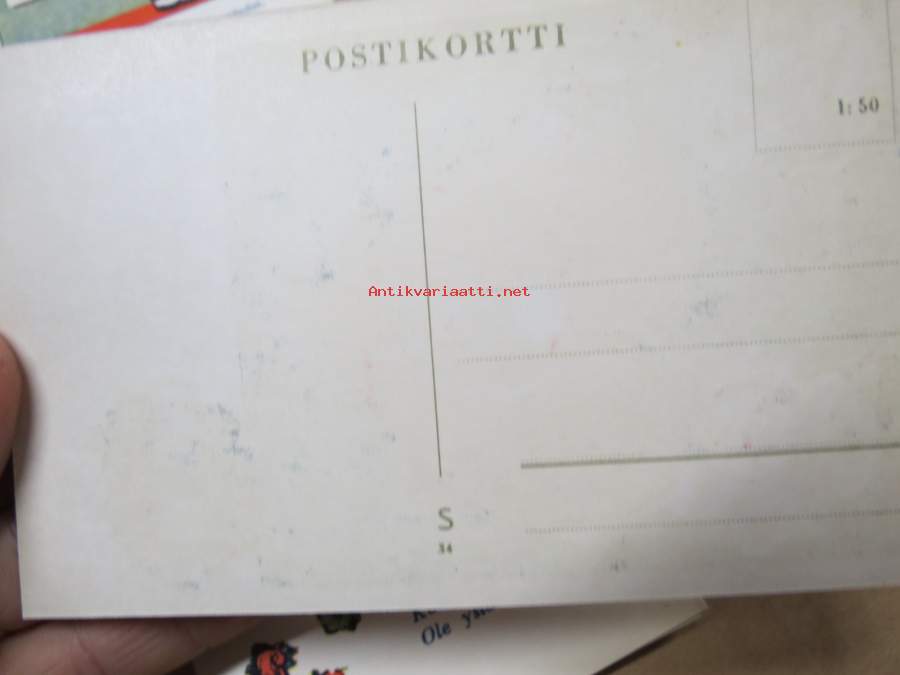 POSTIKORTTI
1: 50
Antikvariaatti.net
S
34
Ole